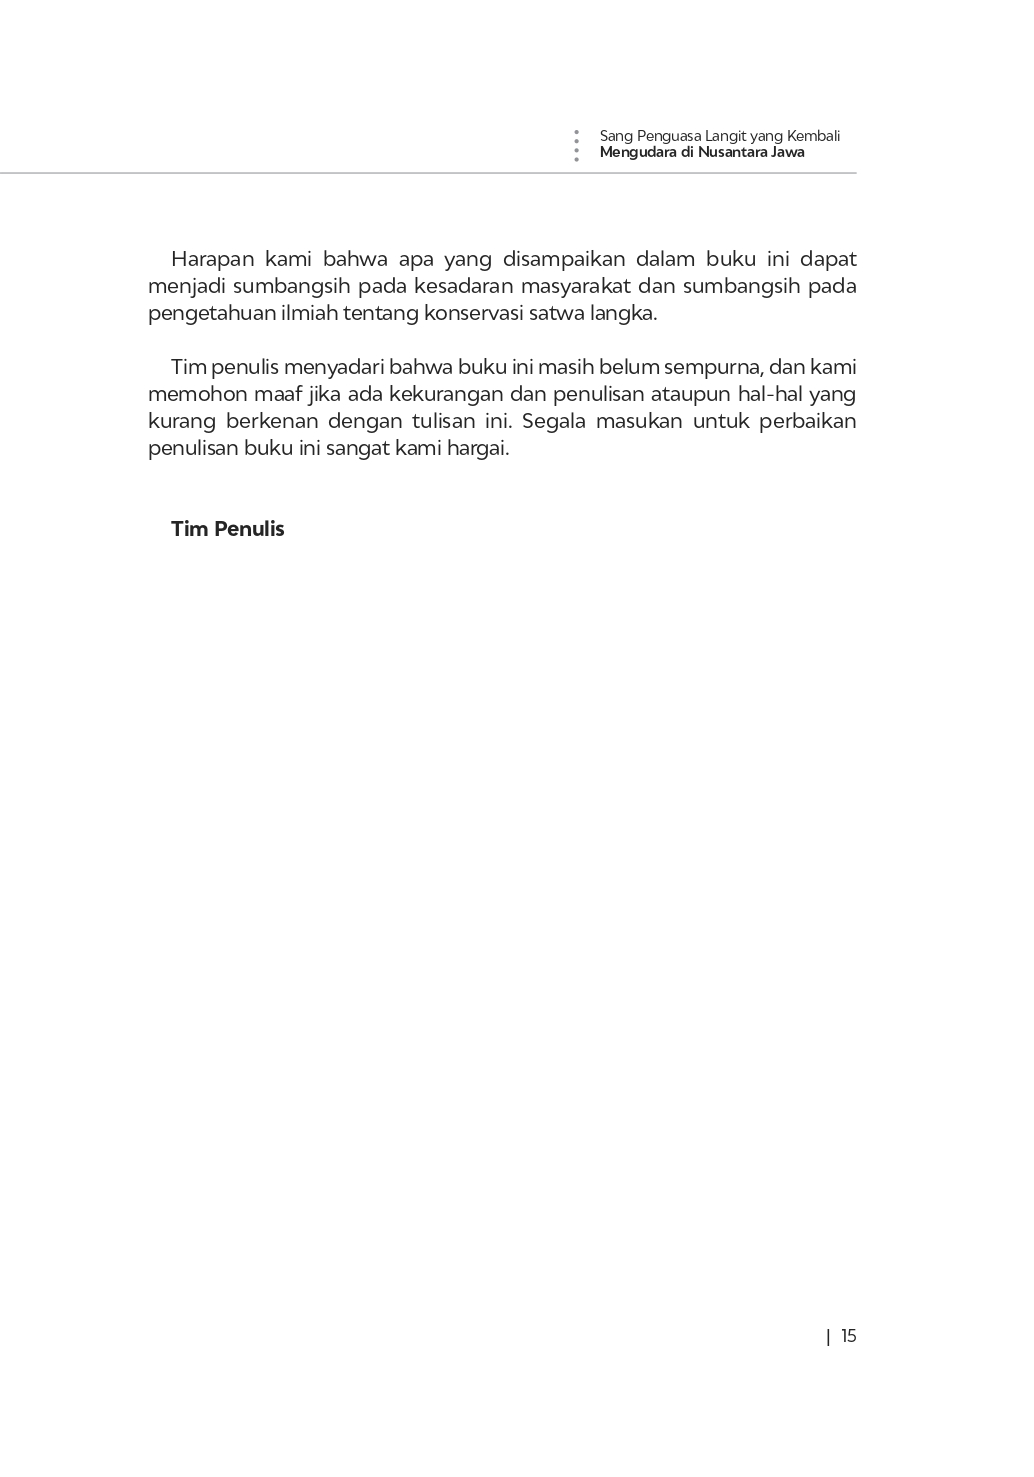 Sang Penguasa Langit yang Kembali
Mengudara di Nusantara Jawa
Harapan kami bahwa apa yang disampaikan dalam buku ini dapat
menjadi sumbangsih pada kesadaran masyarakat dan sumbangsih pada
pengetahuan ilmiah tentang konservasi satwa langka.
Tim penulis menyadari bahwa buku ini masih belum sempurna, dan kami
memohon maaf jika ada kekurangan dan penulisan ataupun hal-hal yang
kurang berkenan dengan tulisan ini. Segala masukan untuk perbaikan
penulisan buku ini sangat kami hargai.
Tim Penulis
| 15